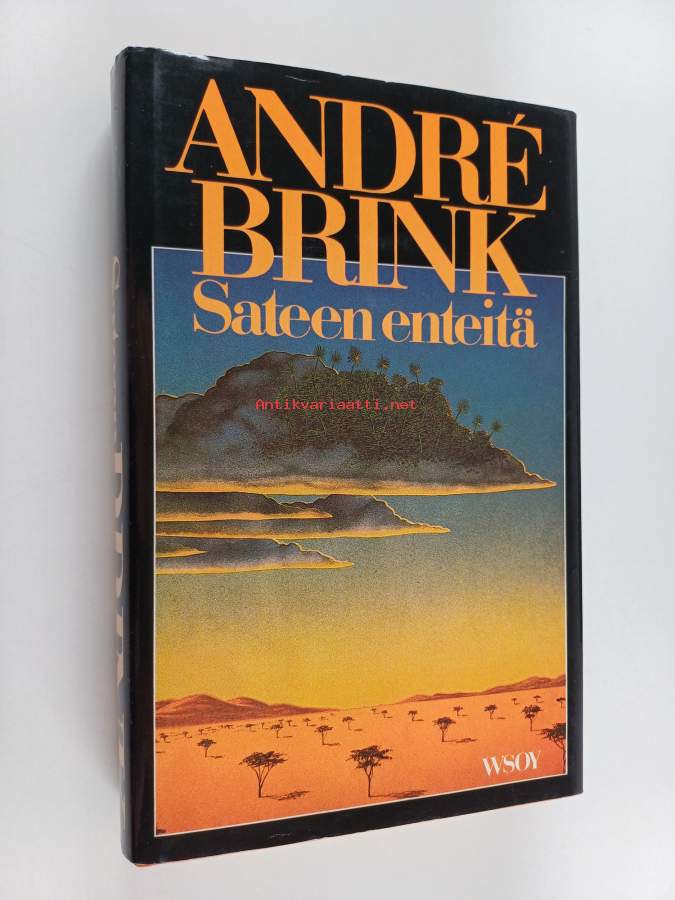 ANDRÉ
BRINK
Sateen enteitä
Antikvariaatti.net
WSOY